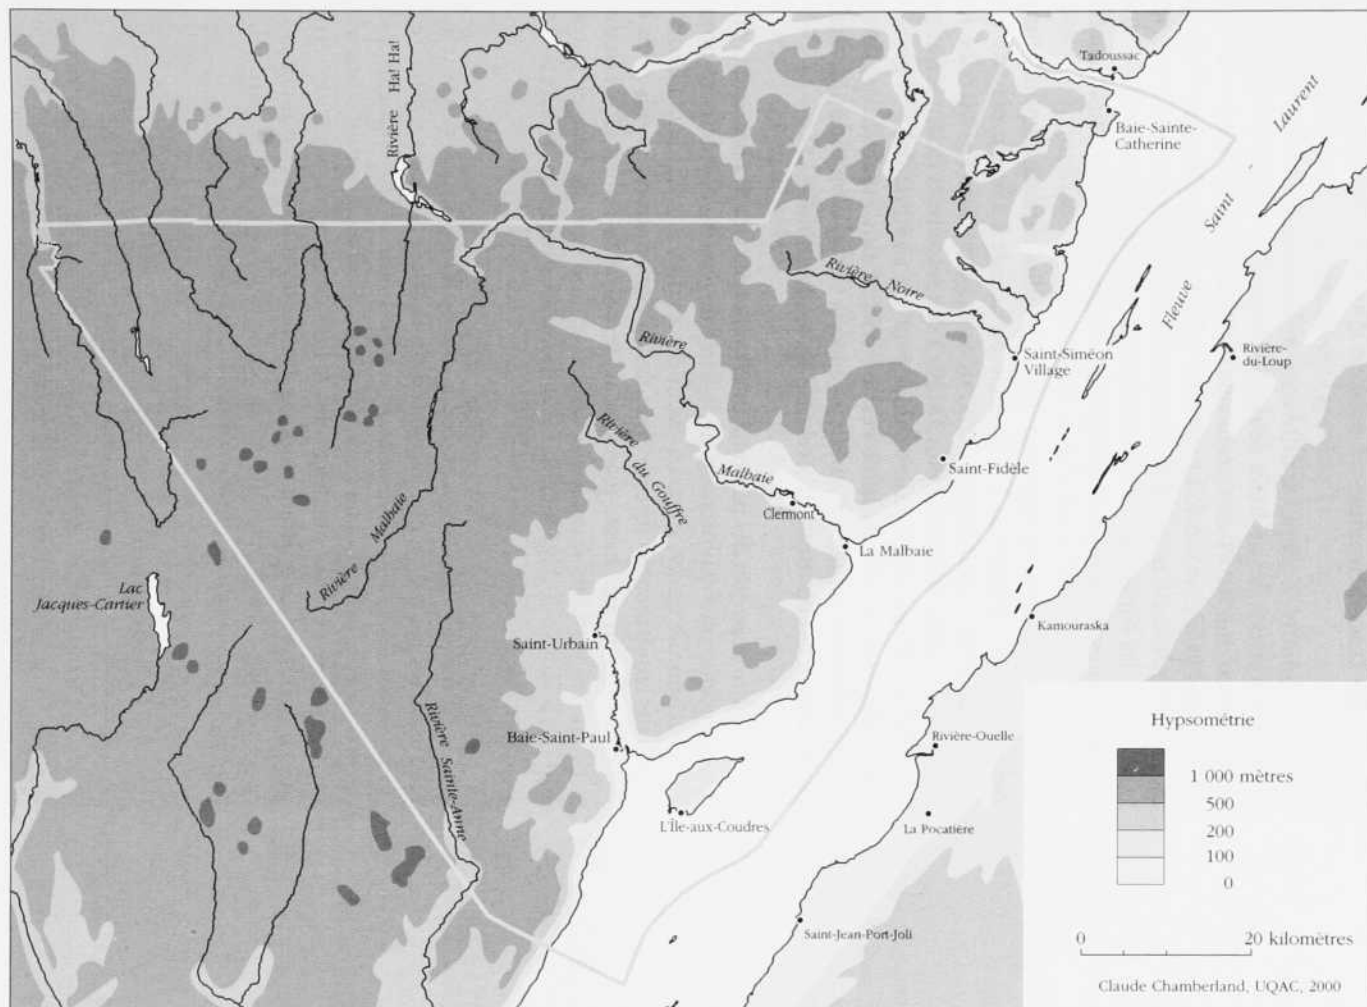 Tadoussac
Baie-Sainte-
Catherine
Rivière Ha! Ha!
Laurent
Saint
Fleuve
Rivière Noire
Rivière
Saint-Siméon
Village
Rivière-
du-Loup
Rivière
du Gouffre
Malbaie
Saint-Fidèle
Clermont
La Malbaie
Rivière Malbaie
Lac
Jacques-Cartier
Saint-Urbain
Kamouraska
Rivière Sainte-Anne
Baie-Saint-Paul
Rivière-Ouelle
L'Île-aux-Coudres
La Pocatière
Saint-Jean-Port-Joli
Hypsométrie
1 000 mètres
500
200
100
0
0 20 kilomètres
Claude Chamberland, UQAC, 2000